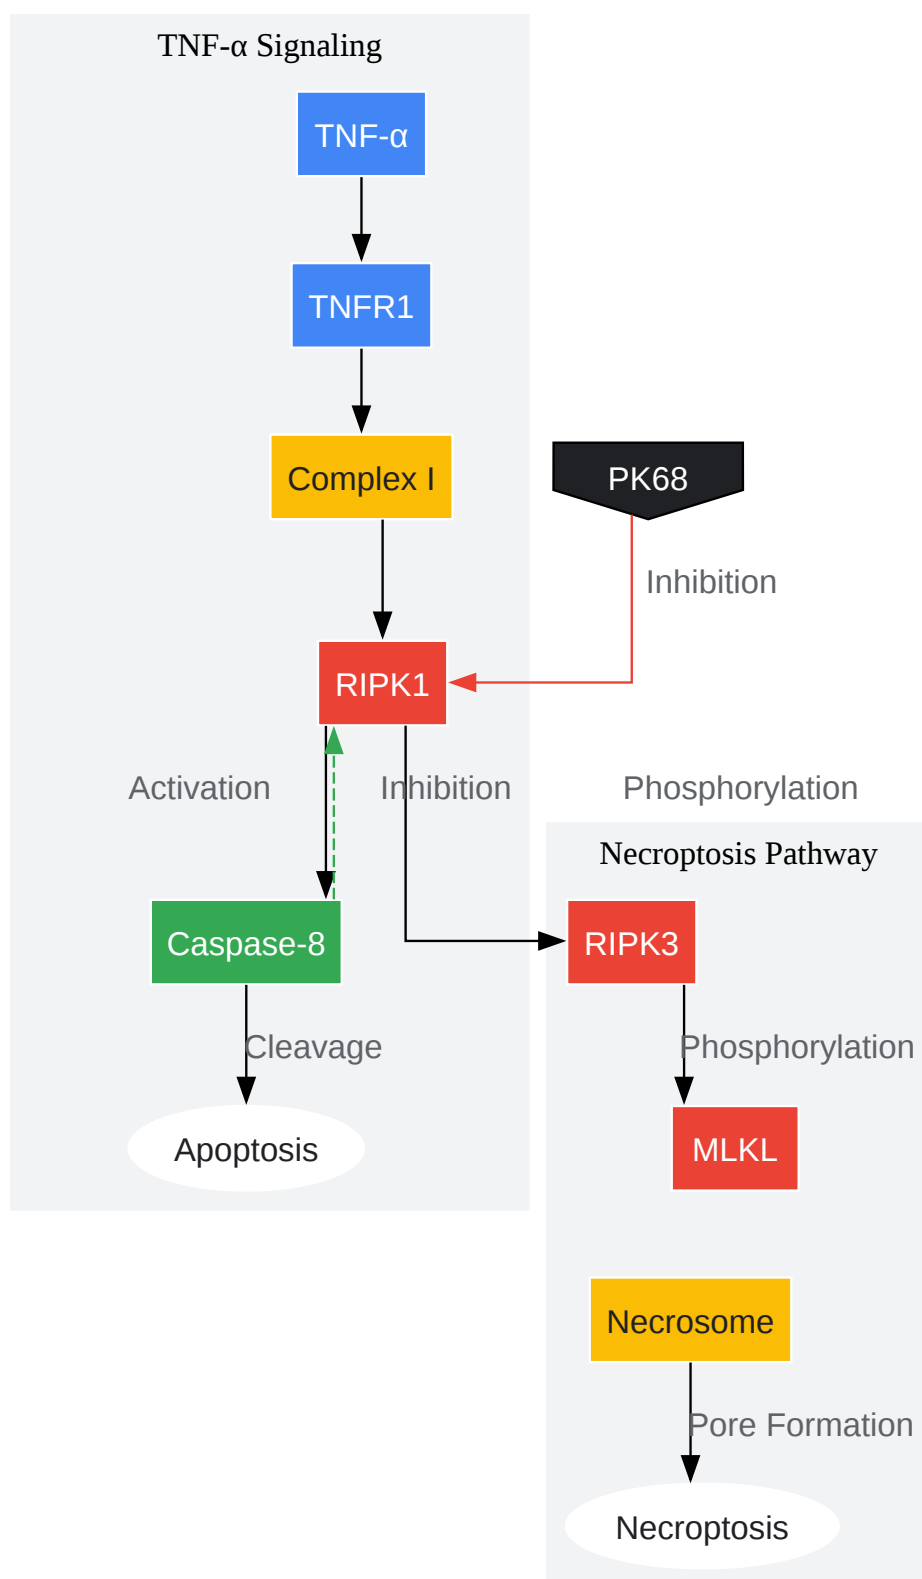 TNF-α Signaling
TNF-α
TNFR1
Complex I
PK68
Inhibition
RIPK1
Activation
Inhibition
Phosphorylation
Necroptosis Pathway
Caspase-8
RIPK3
Cleavage
Phosphorylation
Apoptosis
MLKL
Necrosome
Pore Formation
Necroptosis